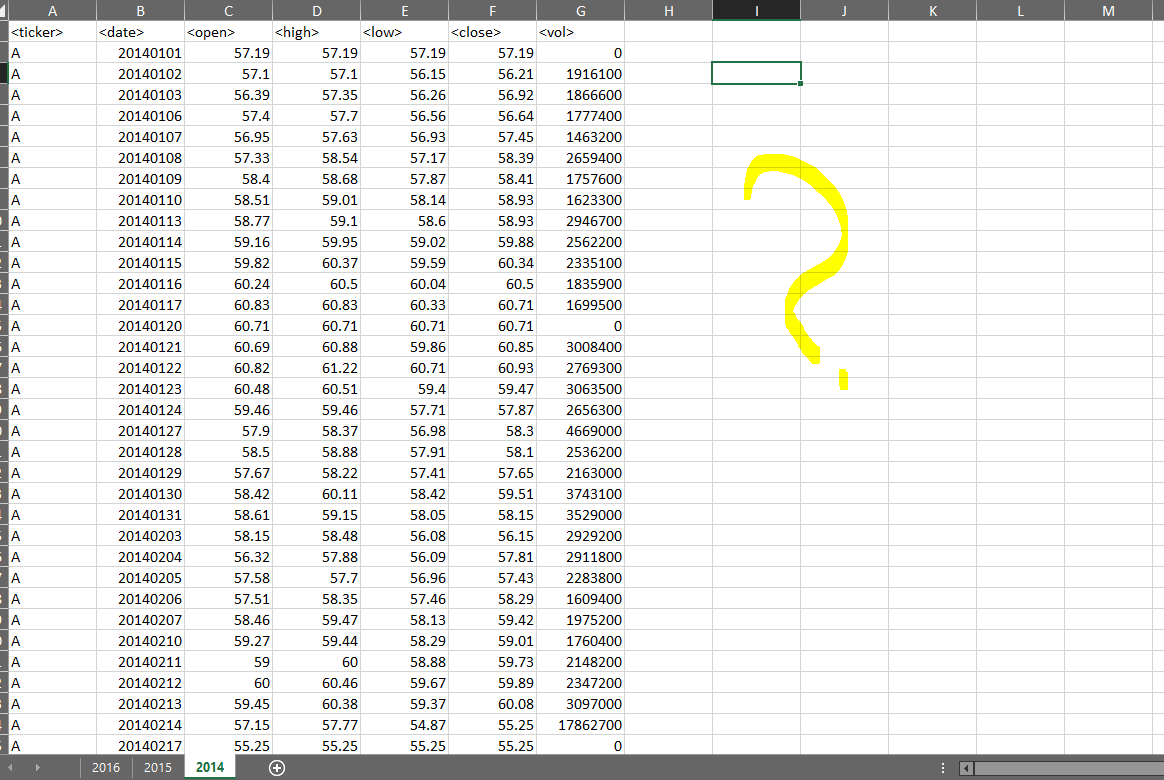 A B C D E F G H I J K L M
<ticker> <date> <open> <high> <low> <close> <vol>
A 20140101 57.19 57.19 57.19 57.19 0
A 20140102 57.1 57.1 56.15 56.21 1916100
A 20140103 56.39 57.35 56.26 56.92 1866600
A 20140106 57.4 57.7 56.56 56.64 1777400
A 20140107 56.95 57.63 56.93 57.45 1463200
A 20140108 57.33 58.54 57.17 58.39 2659400
A 20140109 58.4 58.68 57.87 58.41 1757600
A 20140110 58.51 59.01 58.14 58.93 1623300
A 20140113 58.77 59.1 58.6 58.93 2946700
A 20140114 59.16 59.95 59.02 59.88 2562200
A 20140115 59.82 60.37 59.59 60.34 2335100
A 20140116 60.24 60.5 60.04 60.5 1835900
A 20140117 60.83 60.83 60.33 60.71 1699500
A 20140120 60.71 60.71 60.71 60.71 0
A 20140121 60.69 60.88 59.86 60.85 3008400
A 20140122 60.82 61.22 60.71 60.93 2769300
A 20140123 60.48 60.51 59.4 59.47 3063500
A 20140124 59.46 59.46 57.71 57.87 2656300
A 20140127 57.9 58.37 56.98 58.3 4669000
A 20140128 58.5 58.88 57.91 58.1 2536200
A 20140129 57.67 58.22 57.41 57.65 2163000
A 20140130 58.42 60.11 58.42 59.51 3743100
A 20140131 58.61 59.15 58.05 58.15 3529000
A 20140203 58.15 58.48 56.08 56.15 2929200
A 20140204 56.32 57.88 56.09 57.81 2911800
A 20140205 57.58 57.7 56.96 57.43 2283800
A 20140206 57.51 58.35 57.46 58.29 1609400
A 20140207 58.46 59.47 58.13 59.42 1975200
A 20140210 59.27 59.44 58.29 59.01 1760400
A 20140211 59 60 58.88 59.73 2148200
A 20140212 60 60.46 59.67 59.89 2347200
A 20140213 59.45 60.38 59.37 60.08 3097000
A 20140214 57.15 57.77 54.87 55.25 17862700
A 20140217 55.25 55.25 55.25 55.25 0
?
2016 2015 2014